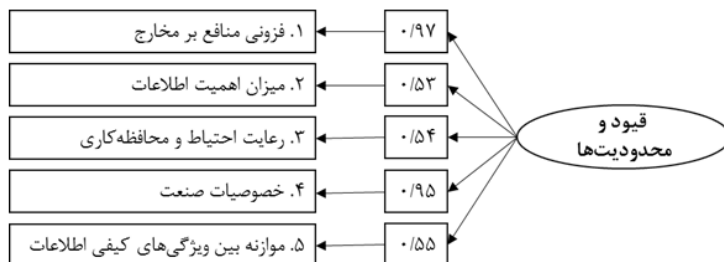 ۱. فزونی منافع بر مخارج
۰/۹۷
۲. میزان اهمیت اطلاعات
۰/۵۳
۳. رعایت احتیاط و محافظه‌کاری
۰/۵۴
۴. خصوصیات صنعت
۰/۹۵
۵. موازنه بین ویژگی‌های کیفی اطلاعات
۰/۵۵
قیود و
محدودیت‌ها